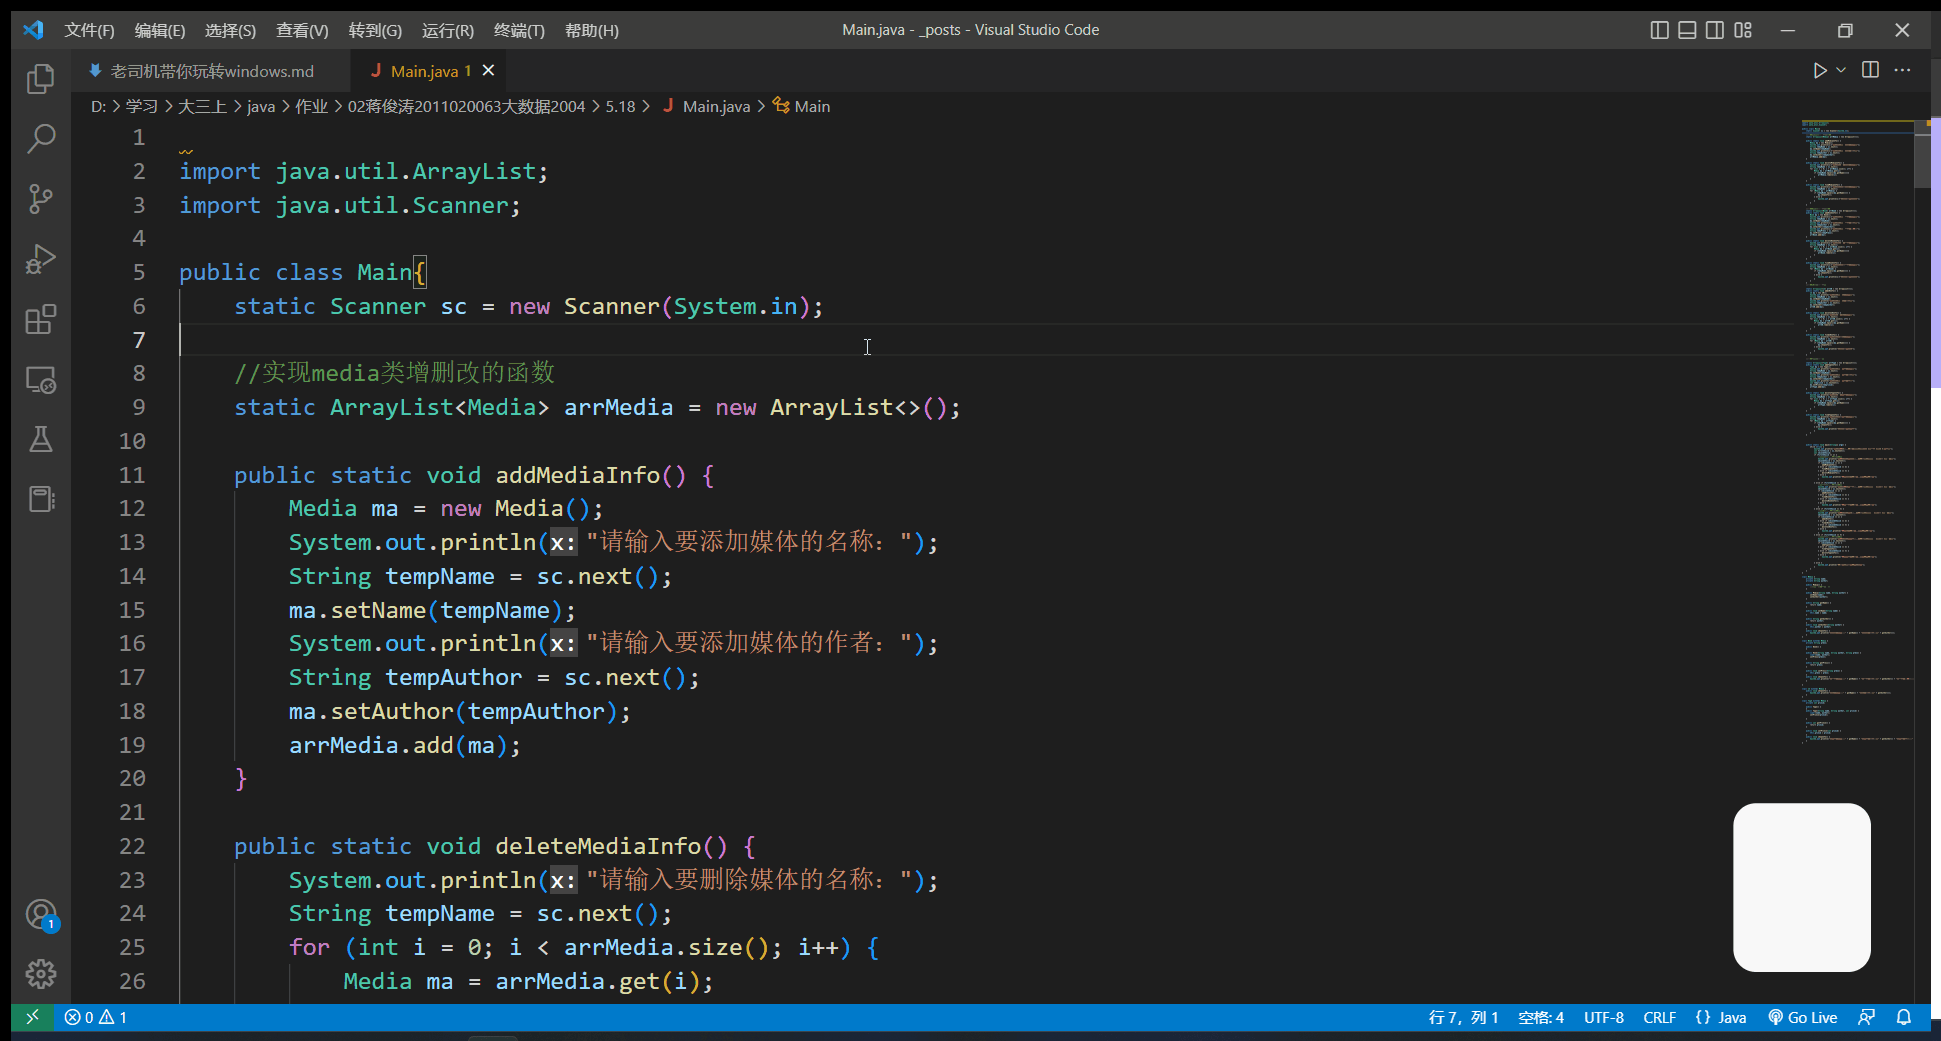 文件(F) 编辑(E) 选择(S) 查看(V) 转到(G) 运行(R) 终端(T) 帮助(H) Main.java - _posts - Visual Studio Code
老司机带你玩转windows.md Main.java 1
D: > 学习 > 大三上 > java > 作业 > 02蒋俊涛2011020063大数据2004 > 5.18 > J Main.java > Main
1
2 import java.util.ArrayList;
3 import java.util.Scanner;
4
5 public class Main{
6 static Scanner sc = new Scanner(System.in);
7
8 //实现media类增删改的函数
9 static ArrayList<Media> arrMedia = new ArrayList<>();
10
11 public static void addMediaInfo() {
12 Media ma = new Media();
13 System.out.println(x: "请输入要添加媒体的名称: ");
14 String tempName = sc.next();
15 ma.setName(tempName);
16 System.out.println(x: "请输入要添加媒体的作者: ");
17 String tempAuthor = sc.next();
18 ma.setAuthor(tempAuthor);
19 arrMedia.add(ma);
20 }
21
22 public static void deleteMediaInfo() {
23 System.out.println(x: "请输入要删除媒体的名称: ");
24 String tempName = sc.next();
25 for (int i = 0; i < arrMedia.size(); i++) {
26 Media ma = arrMedia.get(i);
1
0 1 行 7, 列 1 空格: 4 UTF-8 CRLF {} Java Go Live